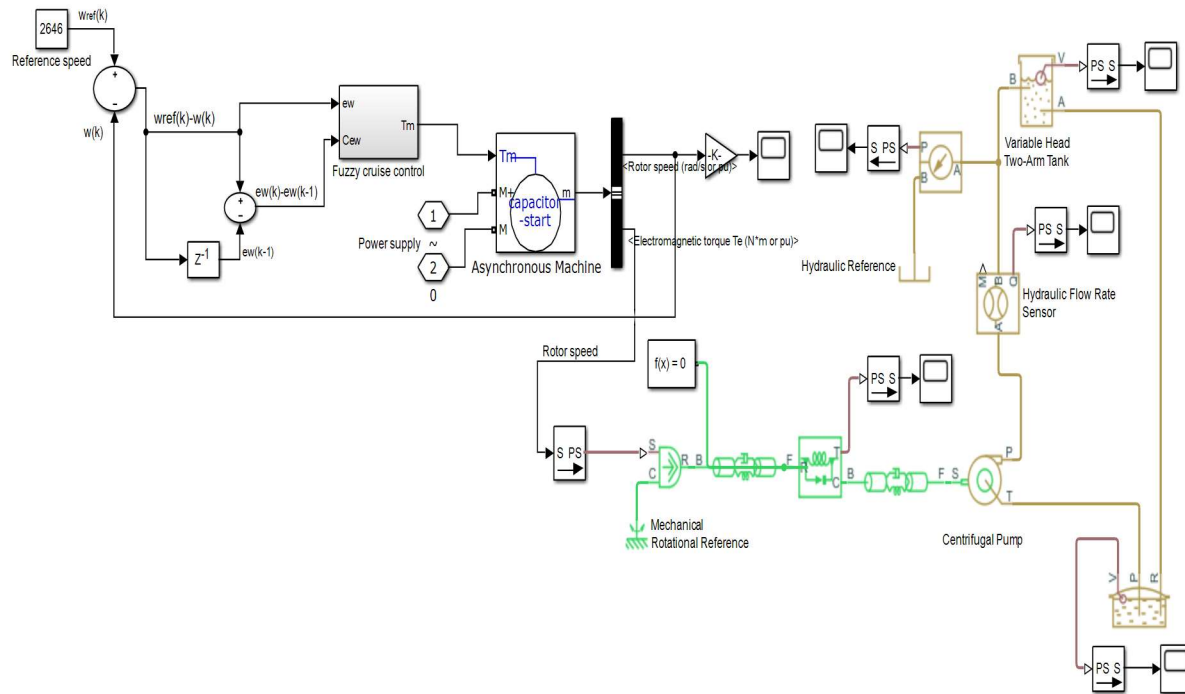 wref(k)
2646
Reference speed
+
-
w(k)
wref(k)-w(k)
ew
Cew
Tm
Fuzzy cruise control
+
-
ew(k)-ew(k-1)
Z-1
ew(k-1)
Power supply
~
1
2
0
Tm
M+
M
m
capacitor
-start
Asynchronous Machine
<Rotor speed (rad/s or pu)>
-K-
<Electromagnetic torque Te (N*m or pu)>
Rotor speed
S PS
f(x) = 0
S
C
R
B
Mechanical
Rotational Reference
F
R
T
C
PS S
B
F
S
P
T
Centrifugal Pump
S PS
P
B
A
Hydraulic Reference
B
V
A
PS S
Variable Head
Two-Arm Tank
M
B
Q
A
PS S
Hydraulic Flow Rate
Sensor
V
P
R
PS S